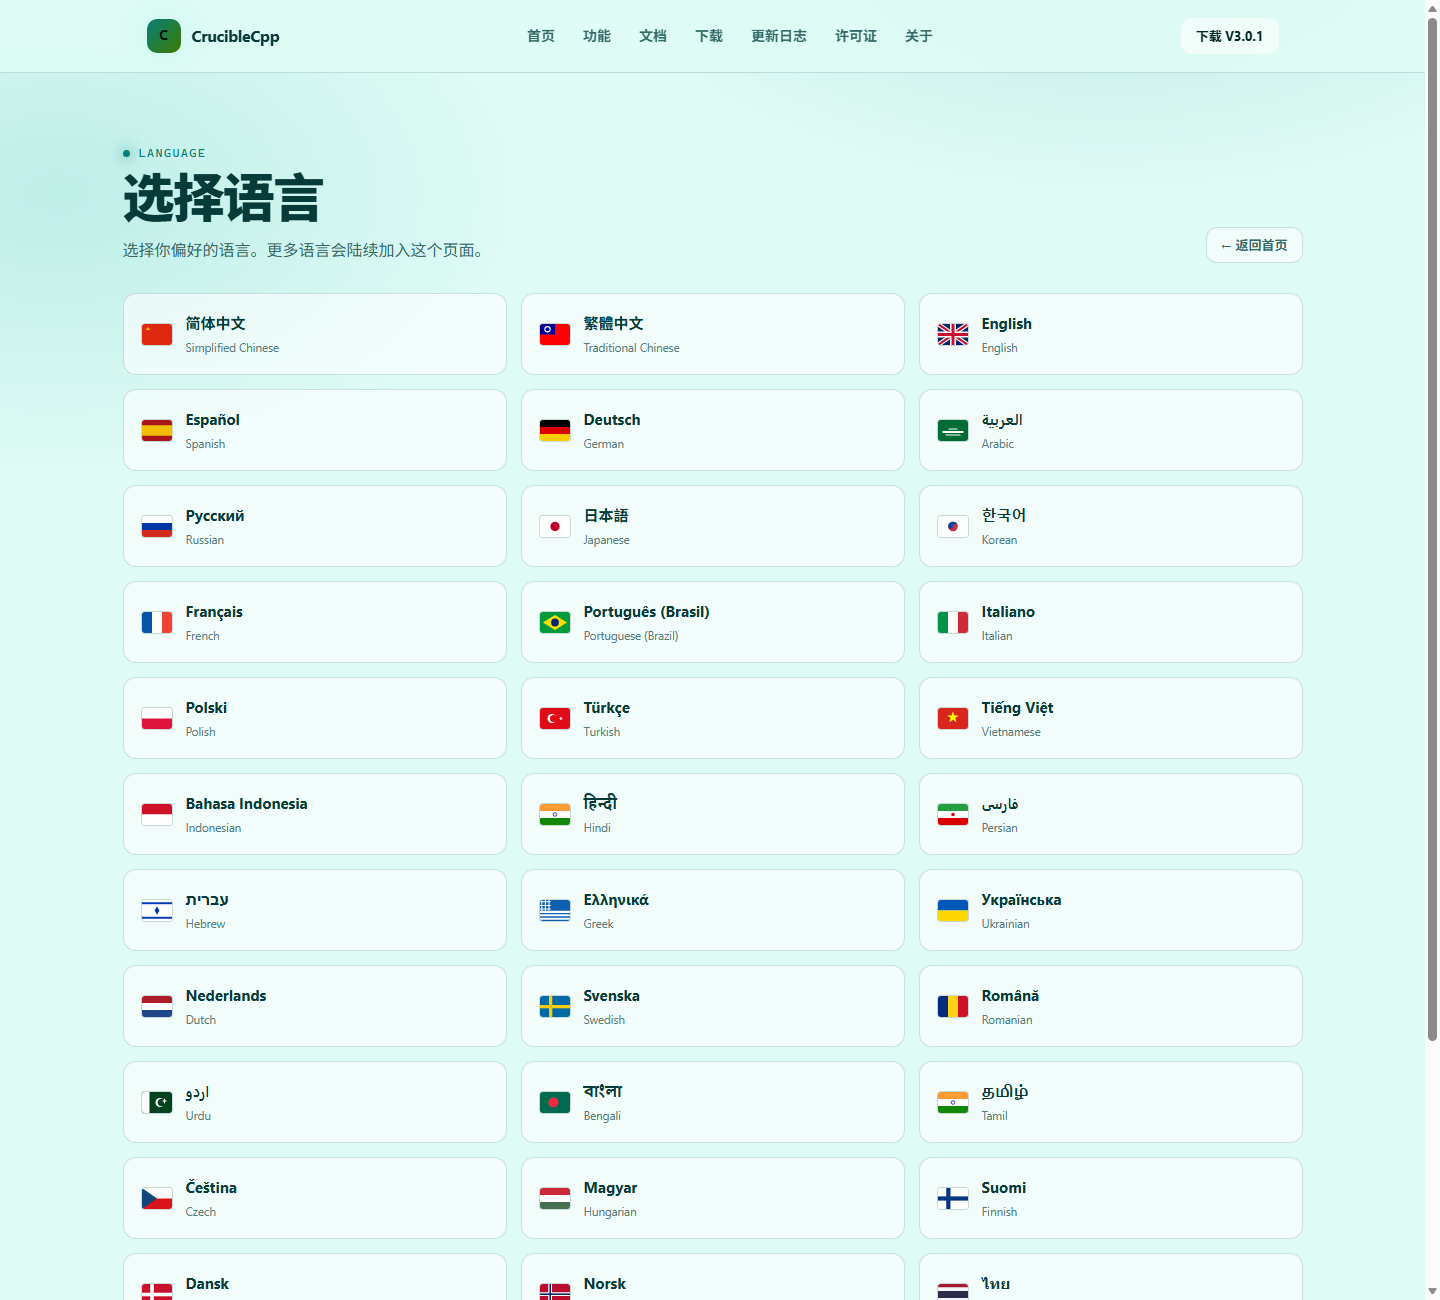 C
CrucibleCpp
首页
功能
文档
下载
更新日志
许可证
关于
下载 V3.0.1
LANGUAGE
选择语言
选择你偏好的语言。更多语言会陆续加入这个页面。
← 返回首页
简体中文
Simplified Chinese
繁體中文
Traditional Chinese
English
English
Español
Spanish
Deutsch
German
العربية
Arabic
Русский
Russian
日本語
Japanese
한국어
Korean
Français
French
Português (Brasil)
Portuguese (Brazil)
Italiano
Italian
Polski
Polish
Türkçe
Turkish
Tiếng Việt
Vietnamese
Bahasa Indonesia
Indonesian
हिन्दी
Hindi
فارسی
Persian
עברית
Hebrew
Ελληνικά
Greek
Українська
Ukrainian
Nederlands
Dutch
Svenska
Swedish
Română
Romanian
اردو
Urdu
বাংলা
Bengali
தமிழ்
Tamil
Čeština
Czech
Magyar
Hungarian
Suomi
Finnish
Dansk
Norsk
ไทย